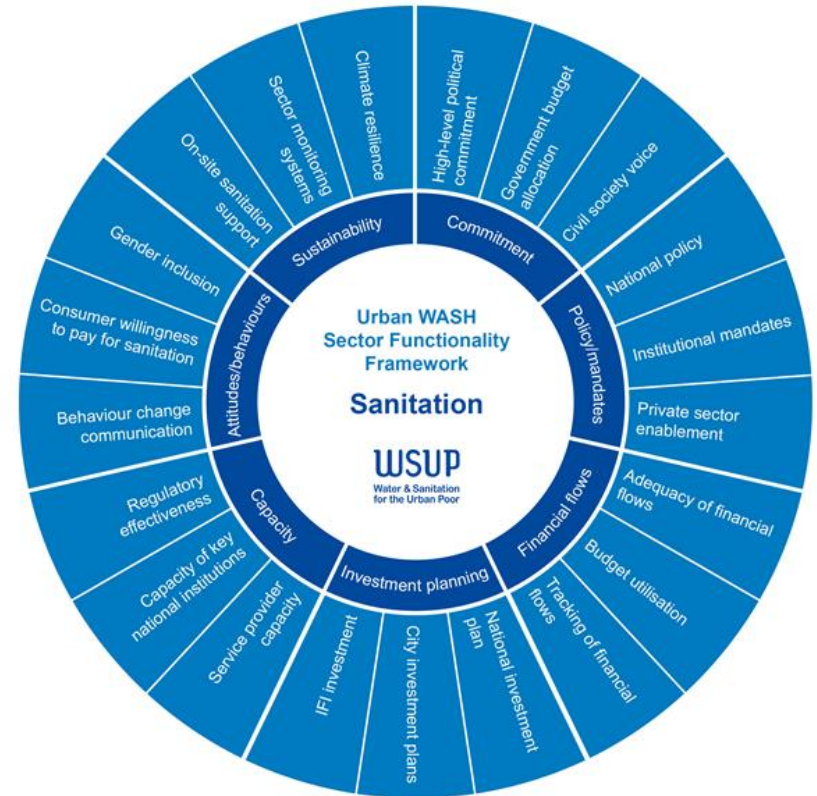 Urban WASH
Sector Functionality
Framework
Sanitation
WSUP
Water & Sanitation
for the Urban Poor
Commitment
High-level political
commitment
Government budget
allocation
Civil society voice
Policy/mandates
National policy
Institutional mandates
Private sector
enablement
Financial flows
Adequacy of financial
flows
Budget utilisation
Tracking of financial
flows
Investment planning
National investment
plan
City investment plans
IFI investment
Capacity
Service provider
capacity
Capacity of key
national institutions
Regulatory
effectiveness
Attitudes/behaviours
Behaviour change
communication
Consumer willingness
to pay for sanitation
Gender inclusion
Sustainability
On-site sanitation
support
Sector monitoring
systems
Climate resilience